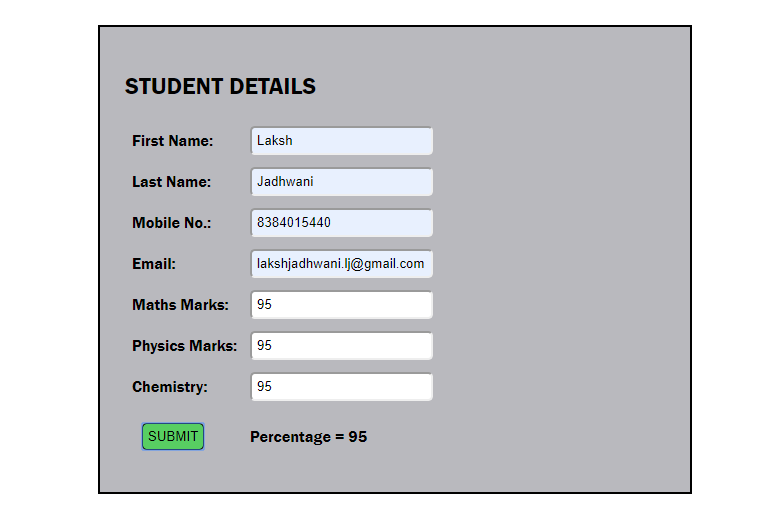 STUDENT DETAILS
First Name: Laksh
Last Name: Jadhwani
Mobile No.: 8384015440
Email: lakshjadhwani.lj@gmail.com
Maths Marks: 95
Physics Marks: 95
Chemistry: 95
SUBMIT Percentage = 95